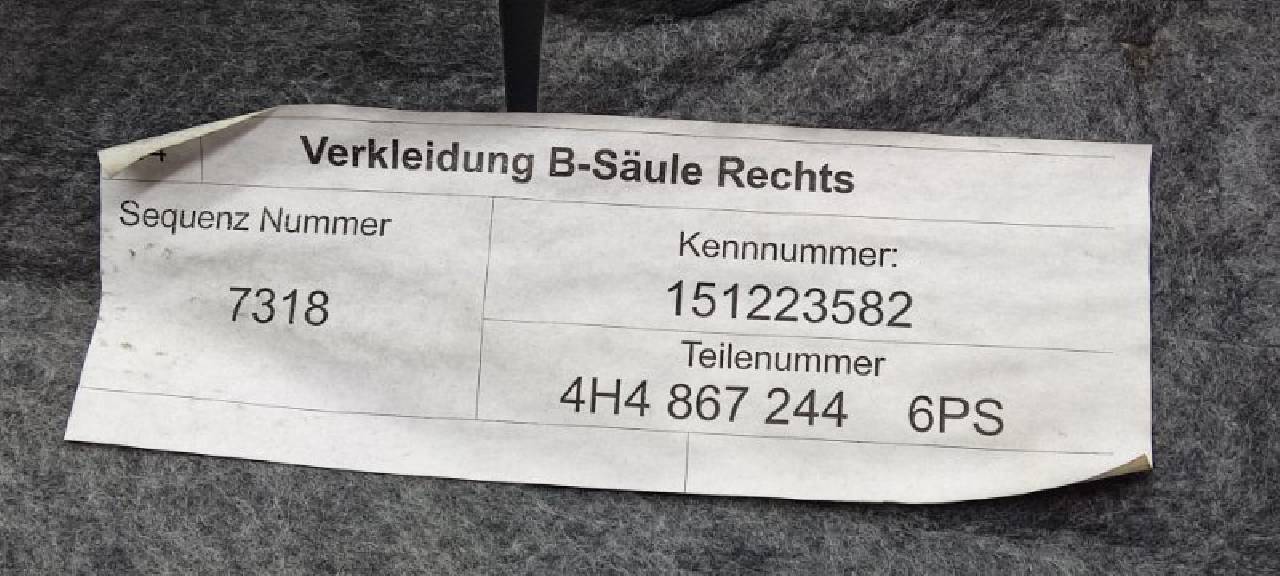 Verkleidung B-Säule Rechts
Sequenz Nummer
7318
Kennnummer:
151223582
Teilenummer
4H4 867 244 6PS